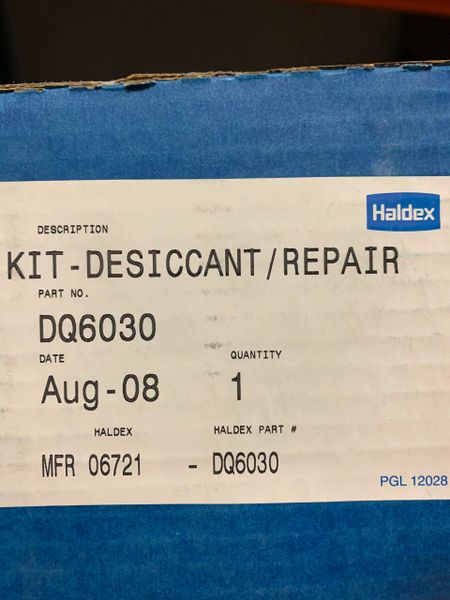 Haldex
DESCRIPTION
KIT-DESICCANT/REPAIR
PART NO.
DQ6030
DATE QUANTITY
Aug-08 1
HALDEX HALDEX PART #
MFR 06721 - DQ6030
PGL 12028